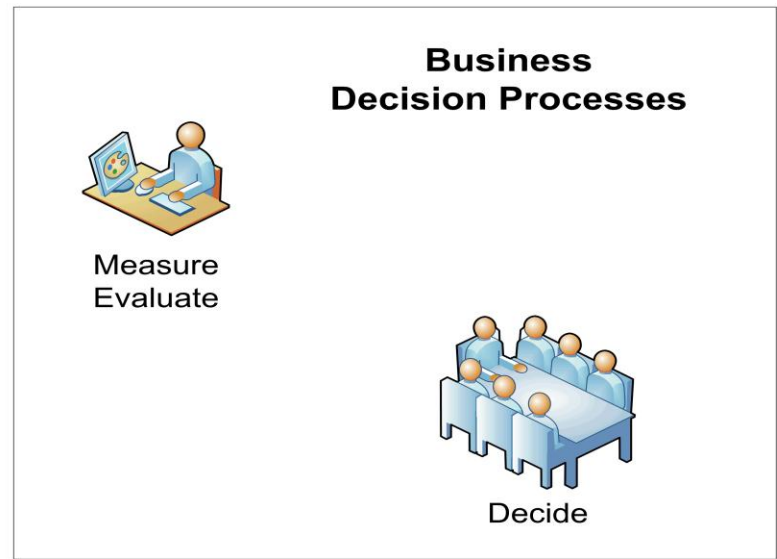 Business
Decision Processes
Measure
Evaluate
Decide